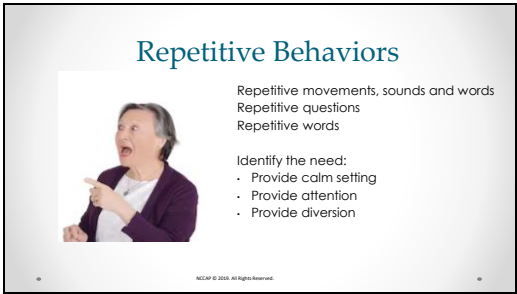 Repetitive Behaviors
Repetitive movements, sounds and words
Repetitive questions
Repetitive words
Identify the need:
• Provide calm setting
• Provide attention
• Provide diversion
NCCAP © 2019. All Rights Reserved.